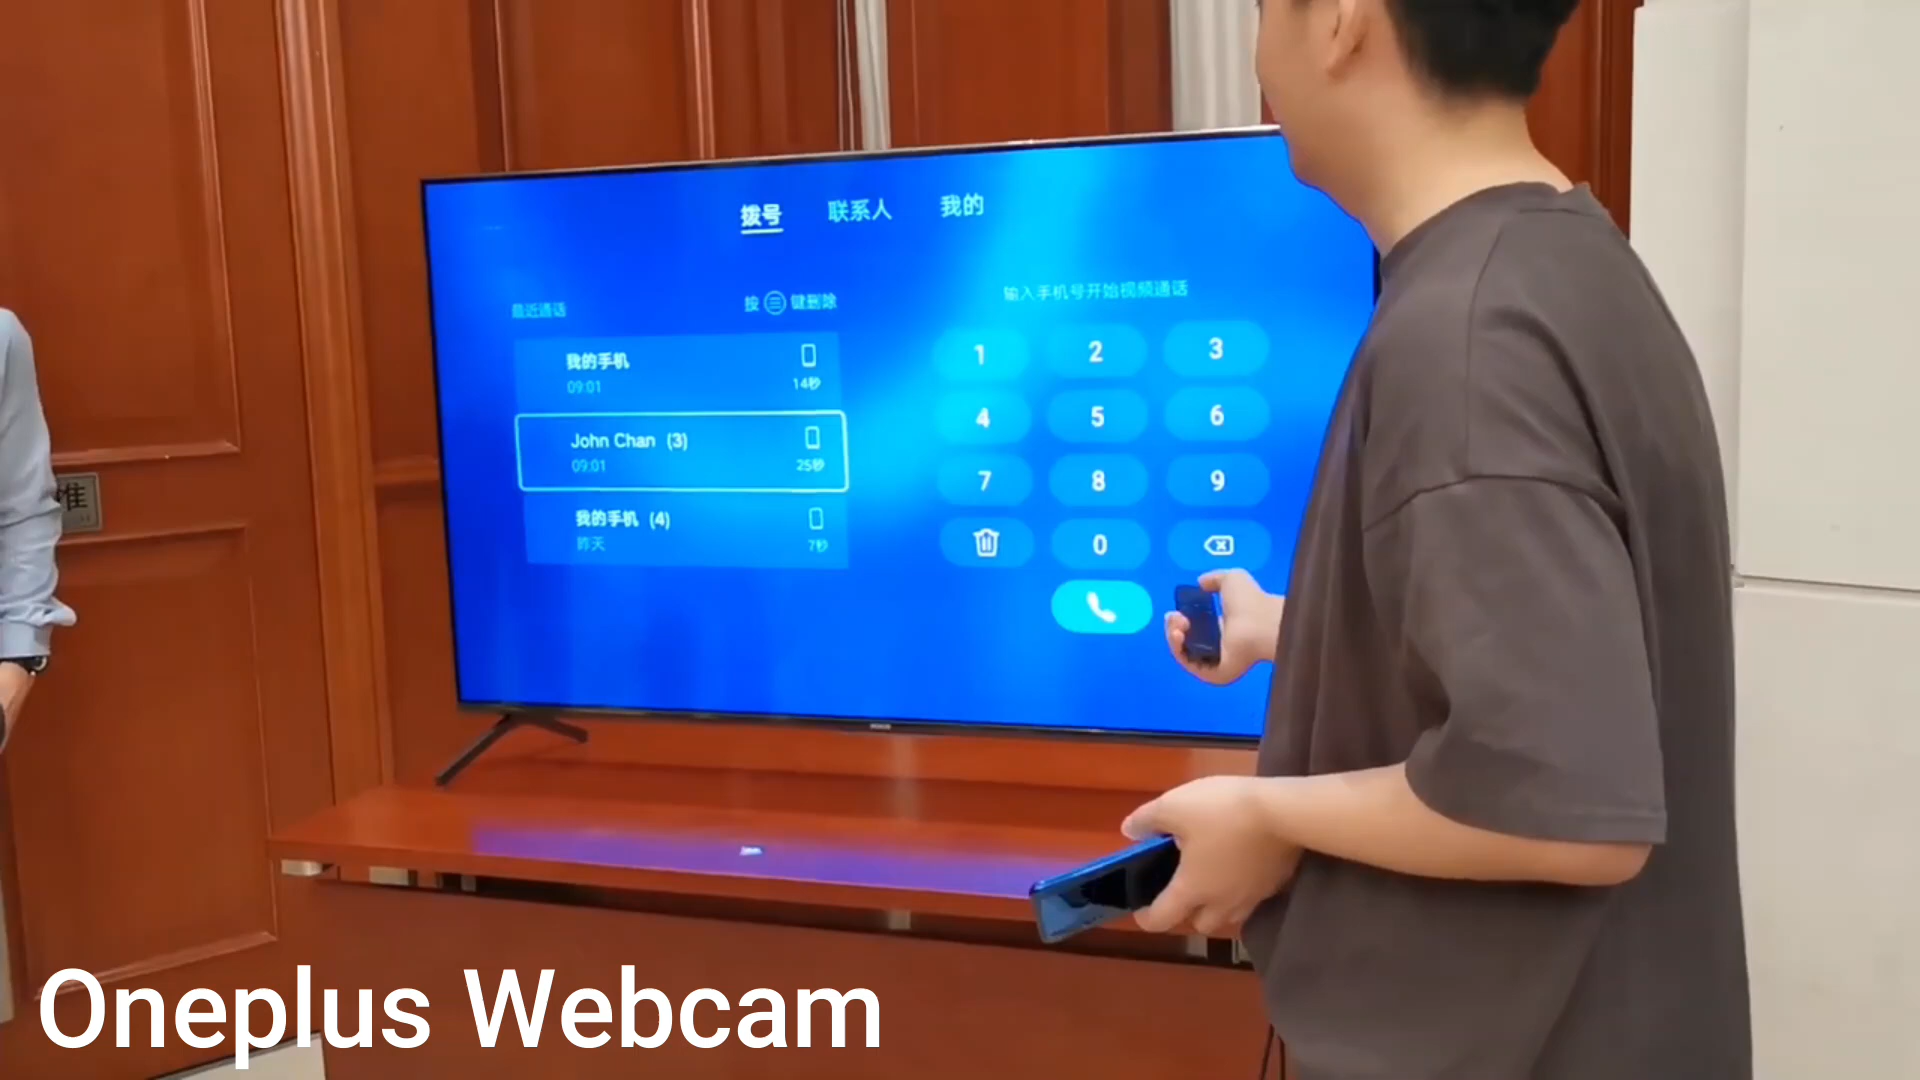 拨号 联系人 我的
最近通话 按 键删除
输入手机号开始视频通话
我的手机
09:01 14秒
John Chan (3)
09:01 25秒
我的手机 (4)
昨天 7秒
1 2 3
4 5 6
7 8 9
0
准
Oneplus Webcam